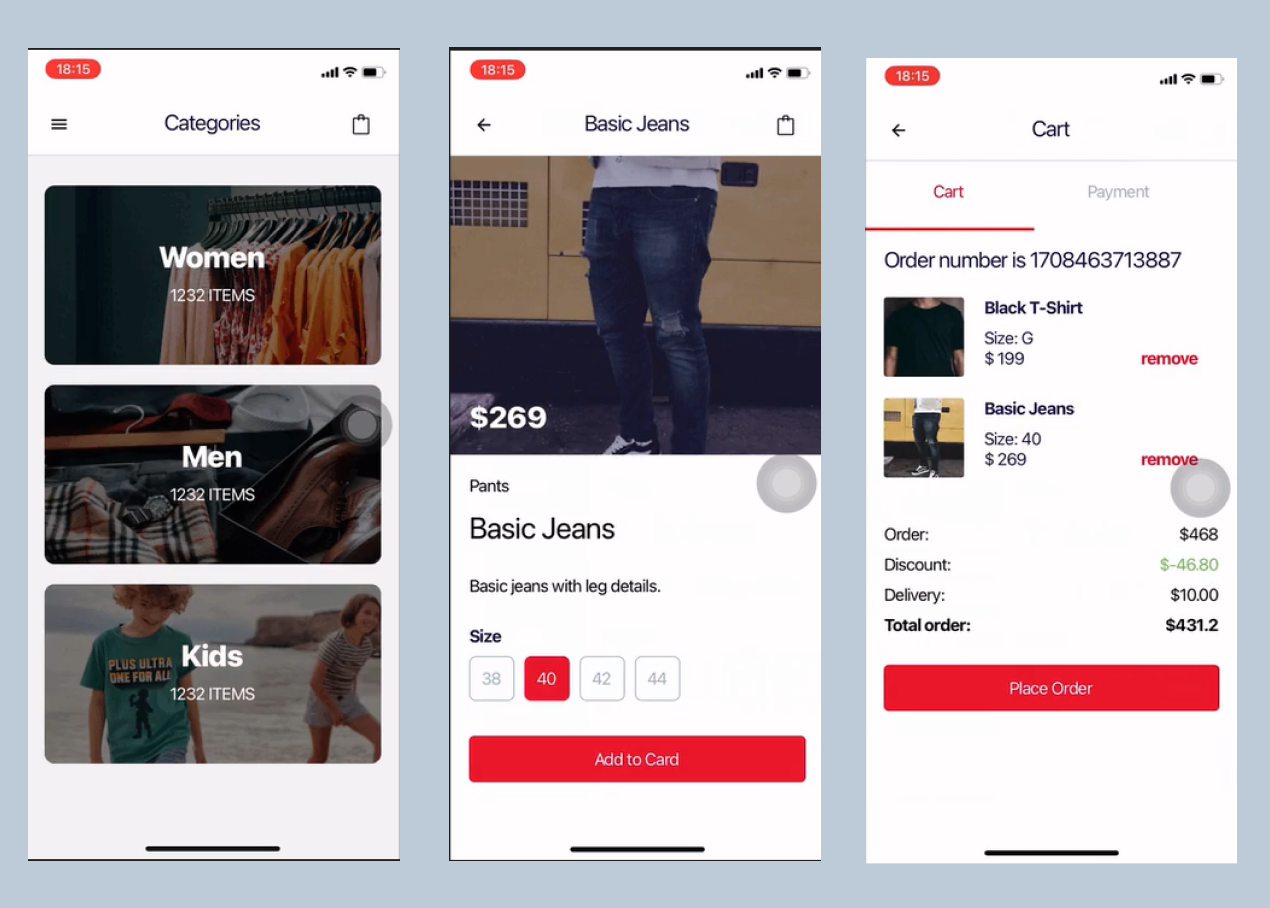 18:15
Categories
Women
1232 ITEMS
Men
1232 ITEMS
PLUS ULTRA
ONE FOR ALL
Kids
1232 ITEMS
18:15
Basic Jeans
$269
Pants
Basic Jeans
Basic jeans with leg details.
Size
38 40 42 44
Add to Card
18:15
Cart
Cart Payment
Order number is 1708463713887
Black T-Shirt
Size: G
$ 199 remove
Basic Jeans
Size: 40
$ 269 remove
Order: $468
Discount: $-46.80
Delivery: $10.00
Total order: $431.2
Place Order